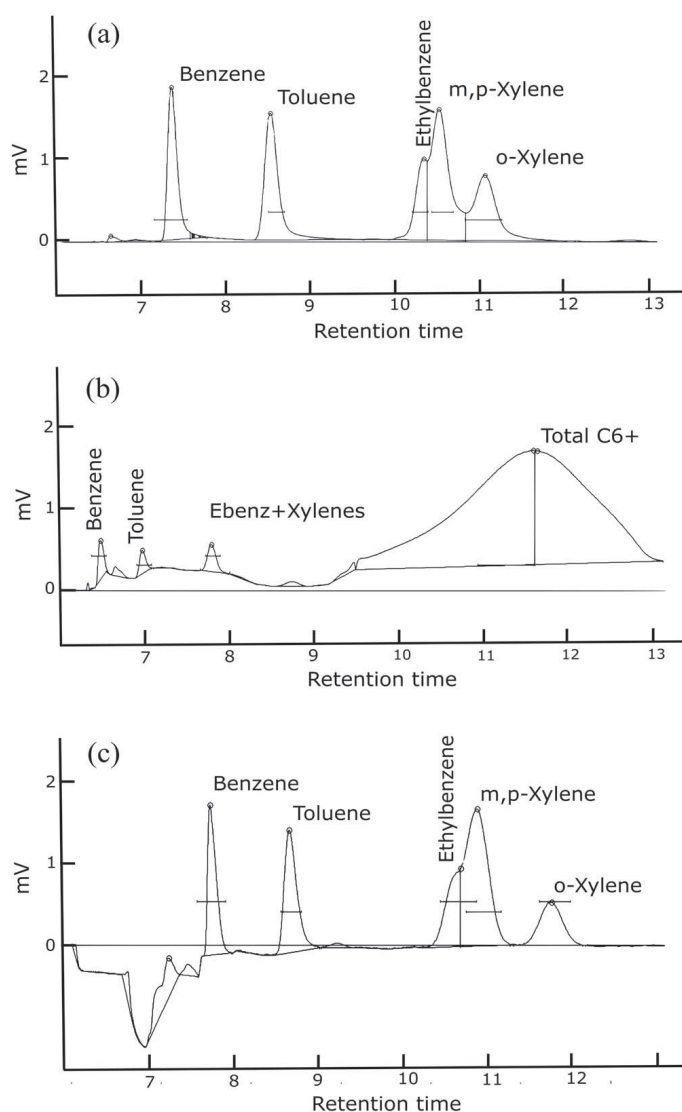 (a)
Benzene
Toluene
Ethylbenzene
m,p-Xylene
o-Xylene
mV
2
1
0
7 8 9 10 11 12 13
Retention time
(b)
Benzene
Toluene
Ebenz+Xylenes
Total C6+
mV
2
1
0
7 8 9 10 11 12 13
Retention time
(c)
Benzene
Toluene
Ethylbenzene
m,p-Xylene
o-Xylene
mV
2
1
0
7 8 9 10 11 12
Retention time